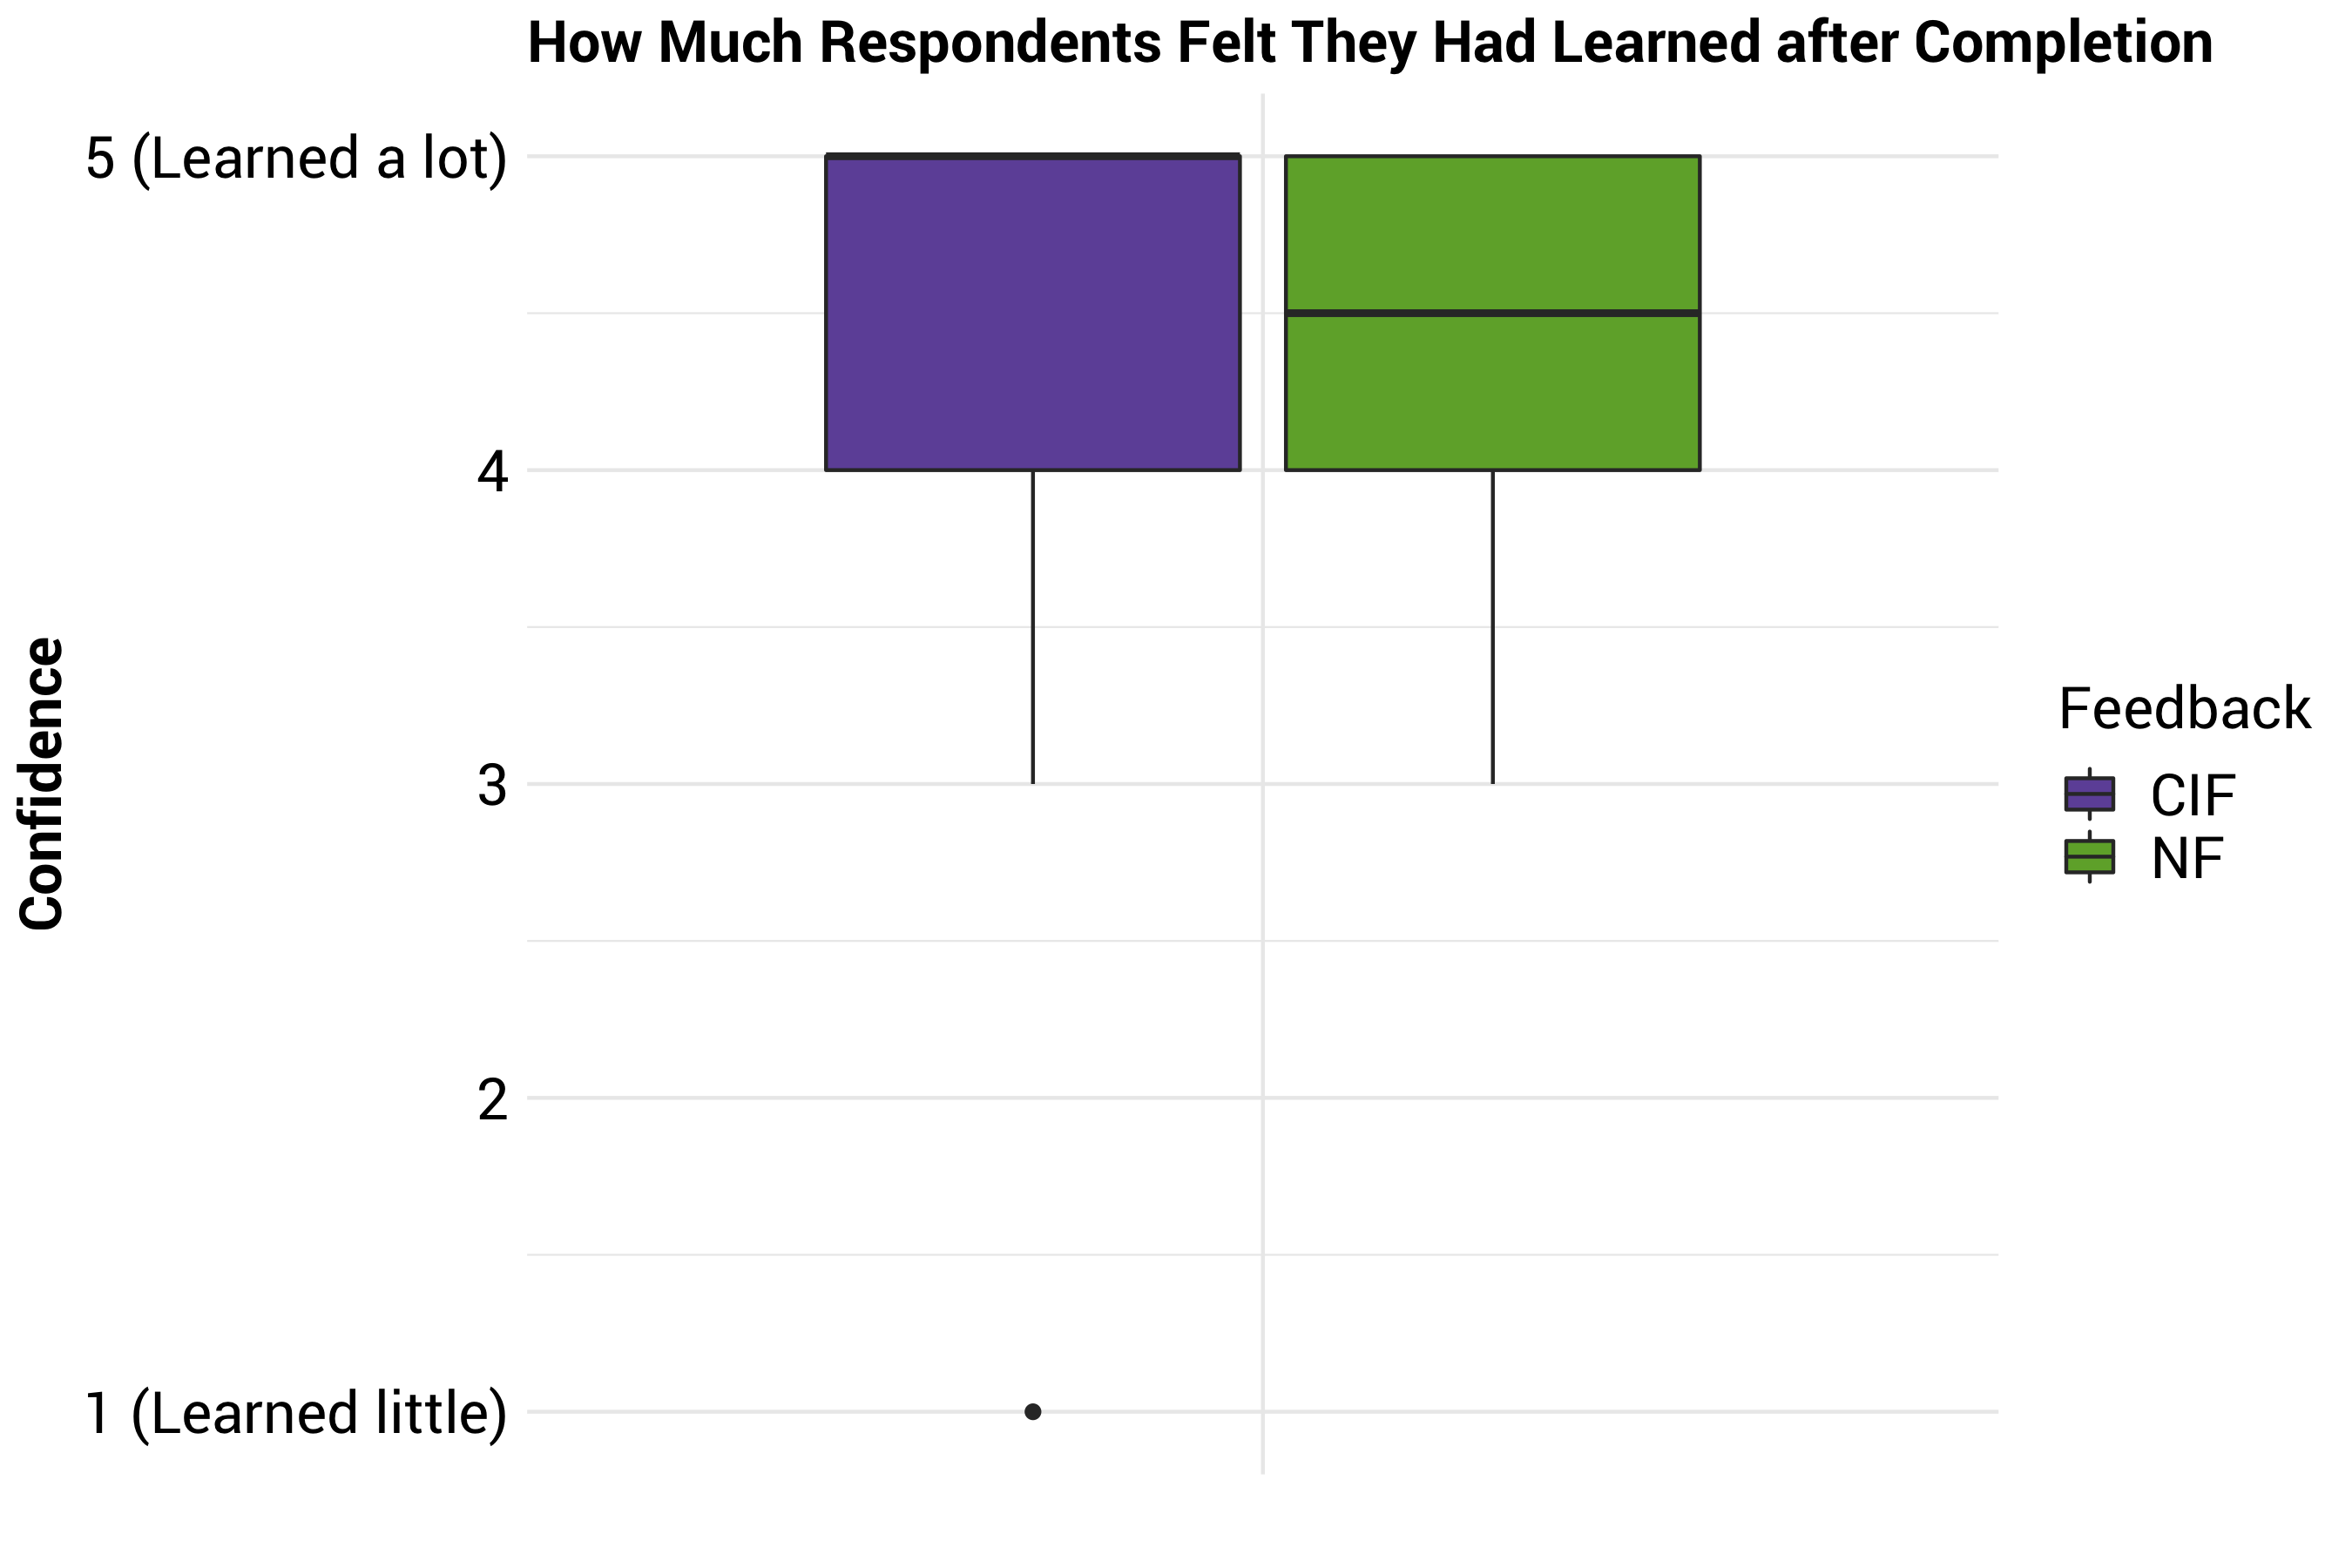 How Much Respondents Felt They Had Learned after Completion
5 (Learned a lot)
4
3
2
1 (Learned little)
Confidence
Feedback
CIF
NF